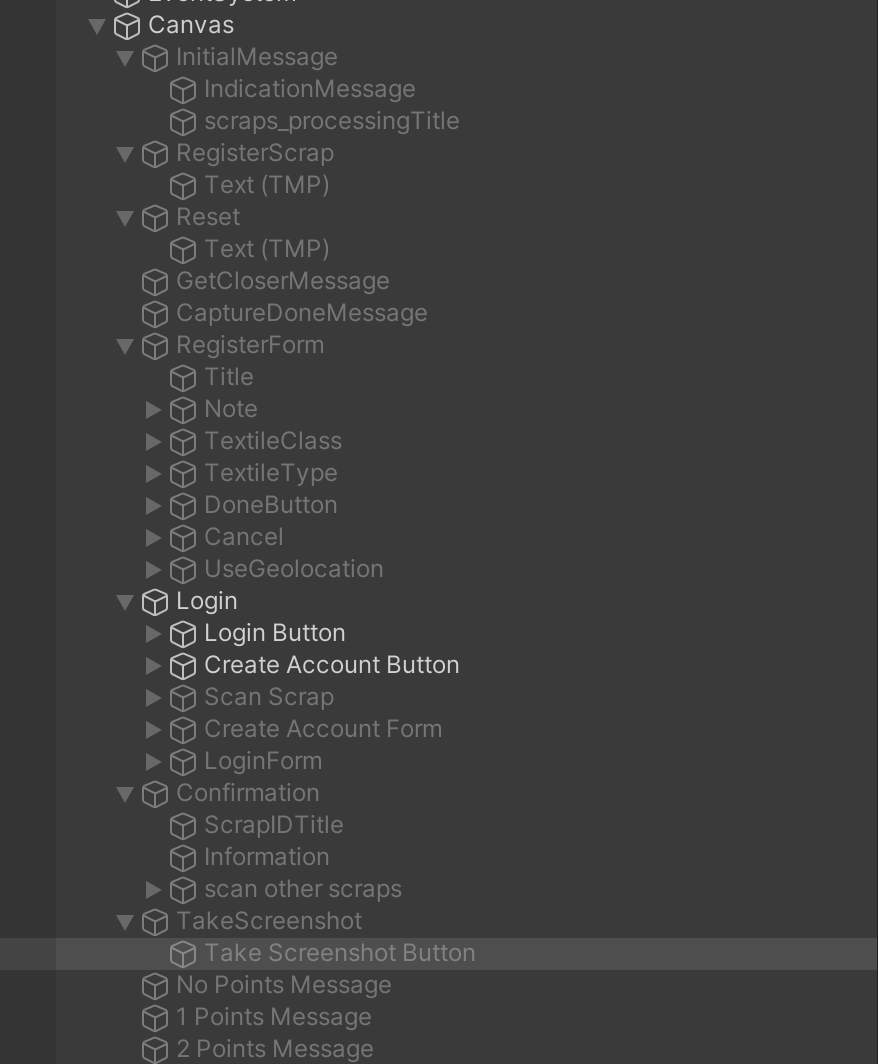 EventSystem
Canvas
InitialMessage
IndicationMessage
scraps_processingTitle
RegisterScrap
Text (TMP)
Reset
Text (TMP)
GetCloserMessage
CaptureDoneMessage
RegisterForm
Title
Note
TextileClass
TextileType
DoneButton
Cancel
UseGeolocation
Login
Login Button
Create Account Button
Scan Scrap
Create Account Form
LoginForm
Confirmation
ScrapIDTitle
Information
scan other scraps
TakeScreenshot
Take Screenshot Button
No Points Message
1 Points Message
2 Points Message